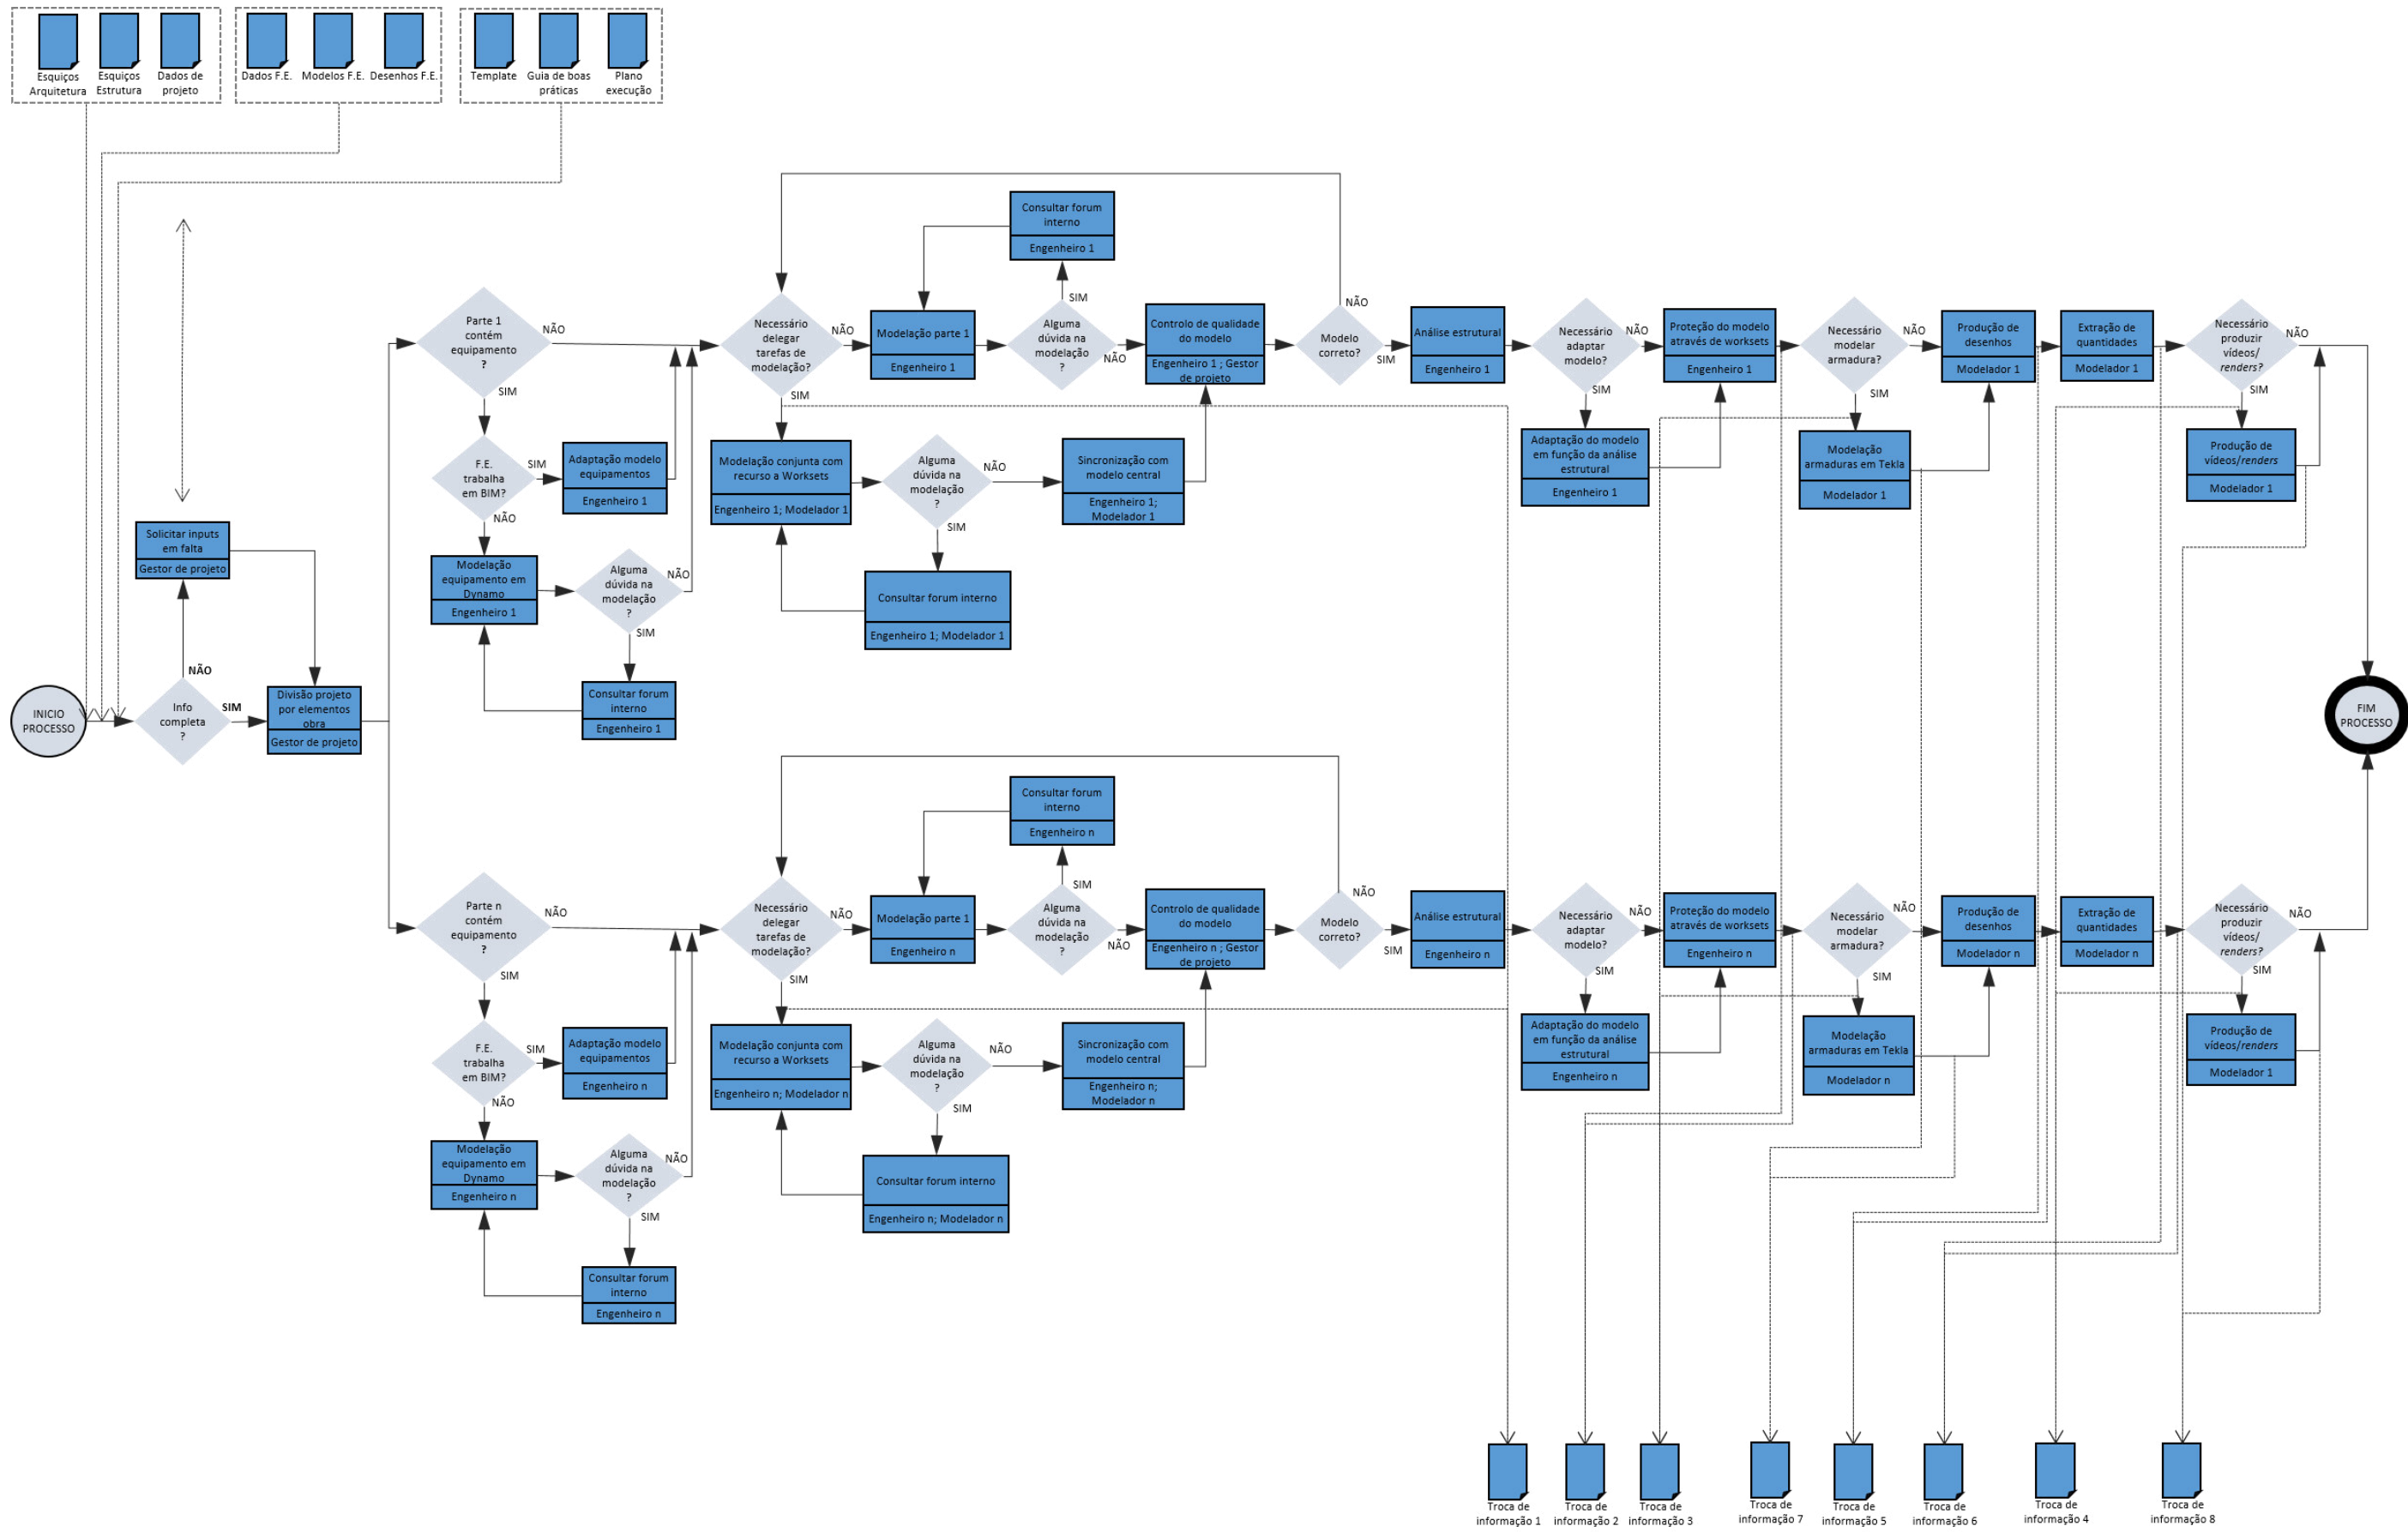 Esquiços
Arquitetura
Esquiços
Estrutura
Dados de
projeto
Dados F.E.
Modelos F.E.
Desenhos F.E.
Template
Guia de boas
práticas
Plano
execução
INICIO
PROCESSO
Info
completa
?
NÃO
SIM
Solicitar inputs
em falta
Gestor de projeto
Divisão projeto
por elementos
obra
Gestor de projeto
Parte 1
contém
equipamento
?
NÃO
SIM
F.E.
trabalha
em BIM?
SIM
NÃO
Adaptação modelo
equipamentos
Engenheiro 1
Modelação
equipamento em
Dynamo
Engenheiro 1
Alguma
dúvida na
modelação
?
NÃO
SIM
Consultar forum
interno
Engenheiro 1
Necessário
delegar
tarefas de
modelação?
NÃO
SIM
Modelação parte 1
Engenheiro 1
Consultar forum
interno
Engenheiro 1
SIM
Alguma
dúvida na
modelação
?
NÃO
Controlo de qualidade
do modelo
Engenheiro 1 ; Gestor
de projeto
NÃO
Modelo
correto?
SIM
Modelação conjunta com
recurso a Worksets
Engenheiro 1; Modelador 1
Alguma
dúvida na
modelação
?
NÃO
SIM
Sincronização com
modelo central
Engenheiro 1;
Modelador 1
Consultar forum interno
Engenheiro 1; Modelador 1
Análise estrutural
Engenheiro 1
Necessário
adaptar
modelo?
NÃO
SIM
Adaptação do modelo
em função da análise
estrutural
Engenheiro 1
Proteção do modelo
através de worksets
Engenheiro 1
Necessário
modelar
armadura?
NÃO
SIM
Modelação
armaduras em Tekla
Modelador 1
Produção de
desenhos
Modelador 1
Extração de
quantidades
Modelador 1
Necessário
produzir
vídeos/
renders?
NÃO
SIM
Produção de
vídeos/renders
Modelador 1
FIM
PROCESSO
Parte n
contém
equipamento
?
NÃO
SIM
F.E.
trabalha
em BIM?
SIM
NÃO
Adaptação modelo
equipamentos
Engenheiro n
Modelação
equipamento em
Dynamo
Engenheiro n
Alguma
dúvida na
modelação
?
NÃO
SIM
Consultar forum
interno
Engenheiro n
Necessário
delegar
tarefas de
modelação?
NÃO
SIM
Modelação parte 1
Engenheiro n
Consultar forum
interno
Engenheiro n
SIM
Alguma
dúvida na
modelação
?
NÃO
Controlo de qualidade
do modelo
Engenheiro n ; Gestor
de projeto
NÃO
Modelo
correto?
SIM
Modelação conjunta com
recurso a Worksets
Engenheiro n; Modelador n
Alguma
dúvida na
modelação
?
NÃO
SIM
Sincronização com
modelo central
Engenheiro n;
Modelador n
Consultar forum interno
Engenheiro n; Modelador n
Análise estrutural
Engenheiro n
Necessário
adaptar
modelo?
NÃO
SIM
Adaptação do modelo
em função da análise
estrutural
Engenheiro n
Proteção do modelo
através de worksets
Engenheiro n
Necessário
modelar
armadura?
NÃO
SIM
Modelação
armaduras em Tekla
Modelador n
Produção de
desenhos
Modelador n
Extração de
quantidades
Modelador n
Necessário
produzir
vídeos/
renders?
NÃO
SIM
Produção de
vídeos/renders
Modelador 1
Troca de
informação 1
Troca de
informação 2
Troca de
informação 3
Troca de
informação 7
Troca de
informação 5
Troca de
informação 6
Troca de
informação 4
Troca de
informação 8